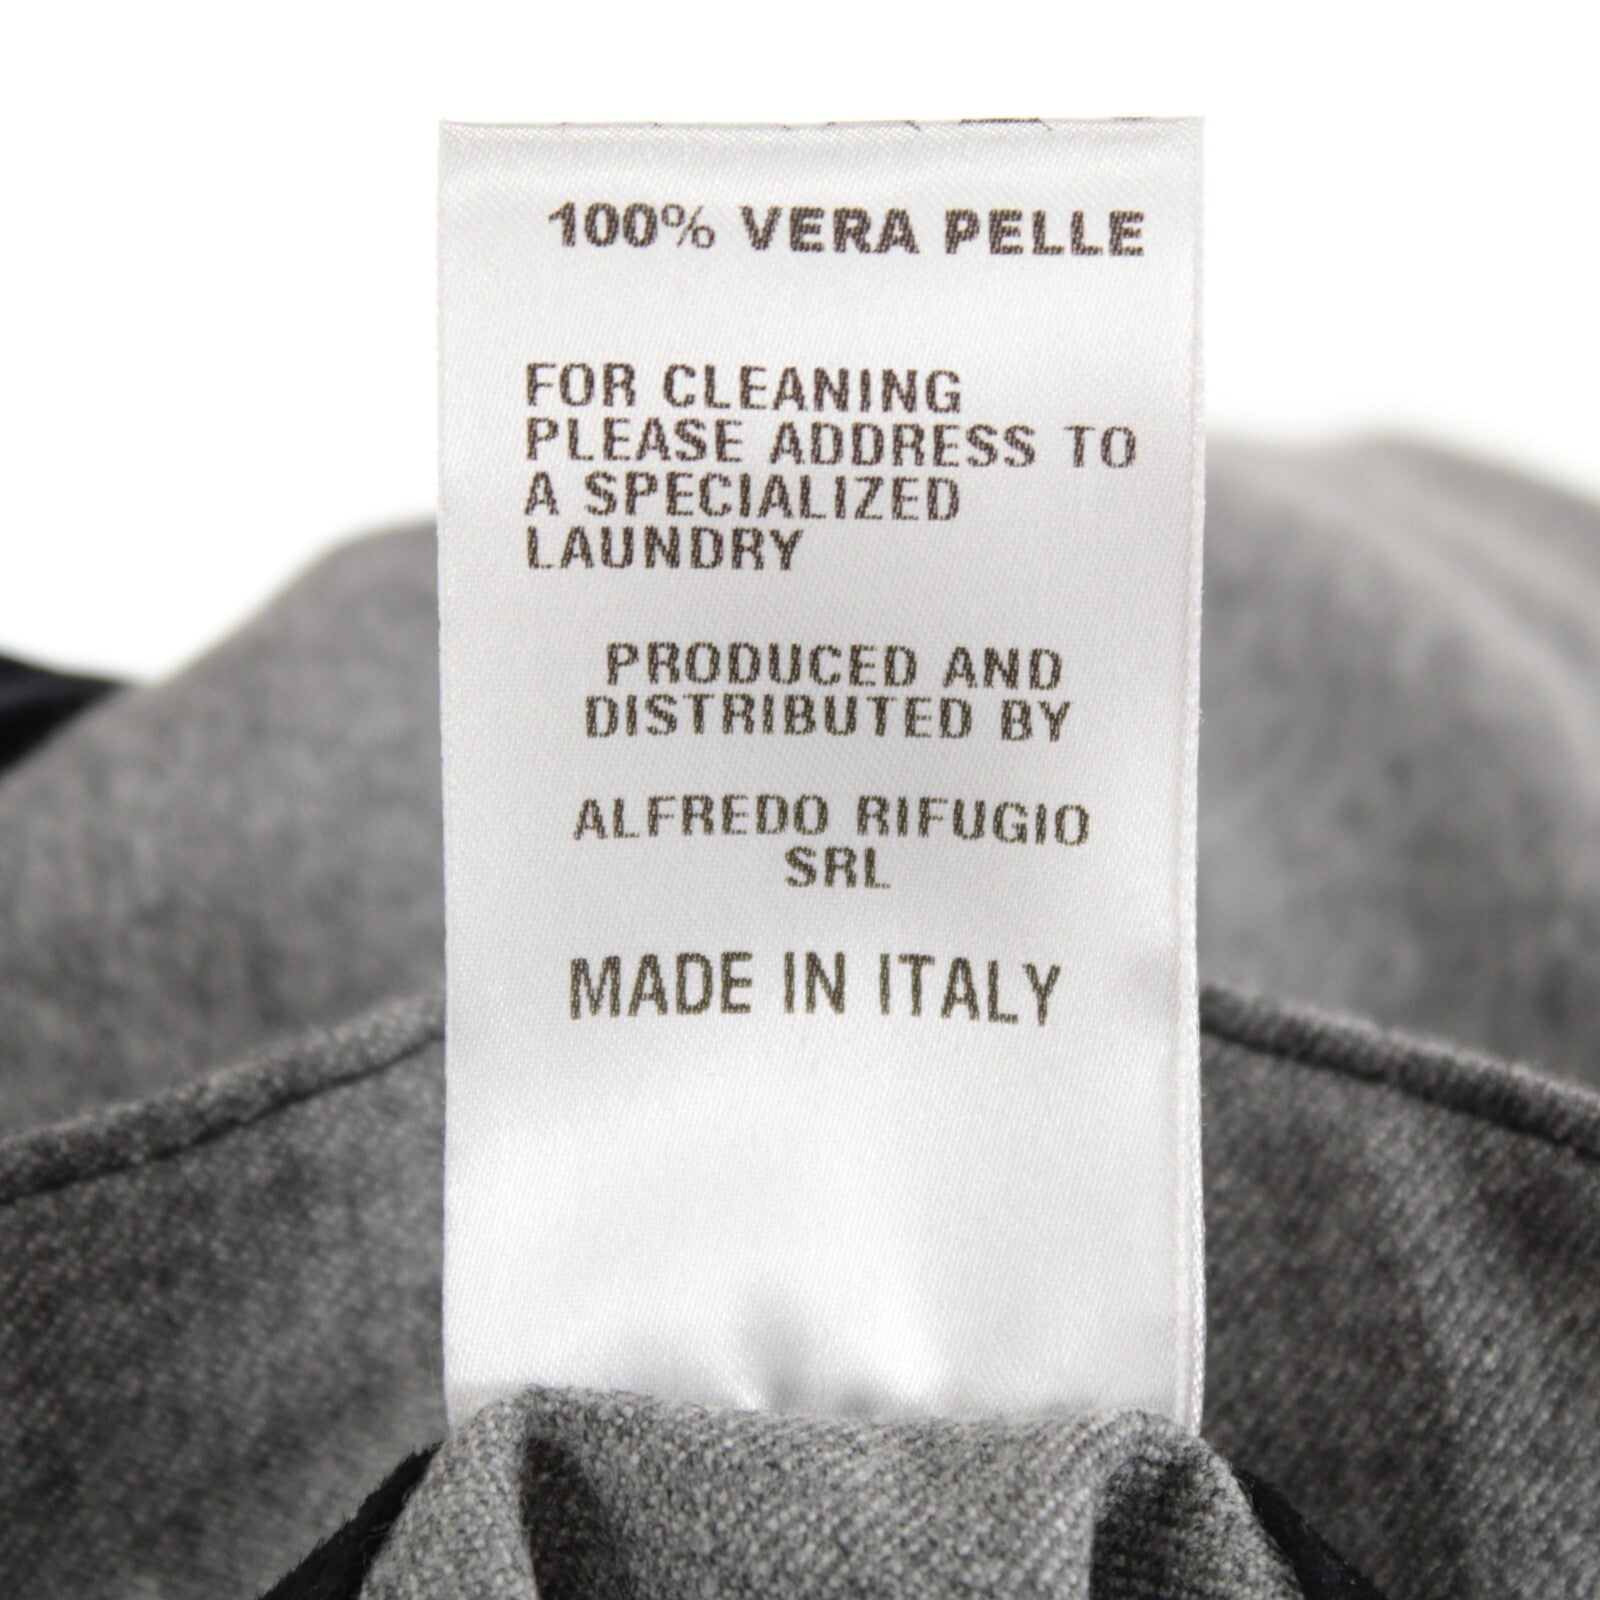 100% VERA PELLE
FOR CLEANING
PLEASE ADDRESS TO
A SPECIALIZED
LAUNDRY
PRODUCED AND
DISTRIBUTED BY
ALFREDO RIFUGIO
SRL
MADE IN ITALY